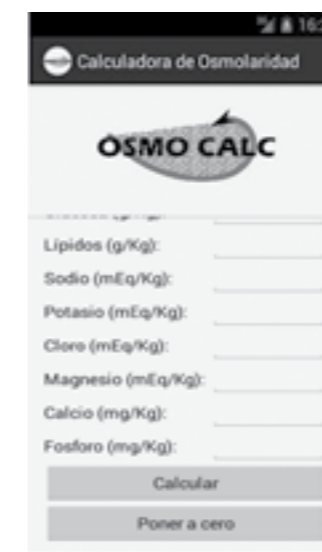 Calculadora de Osmolaridad
OSMO CALC
Lípidos (g/Kg):
Sodio (mEq/Kg):
Potasio (mEq/Kg):
Cloro (mEq/Kg):
Magnesio (mEq/Kg):
Calcio (mg/Kg):
Fosforo (mg/Kg):
Calcular
Poner a cero